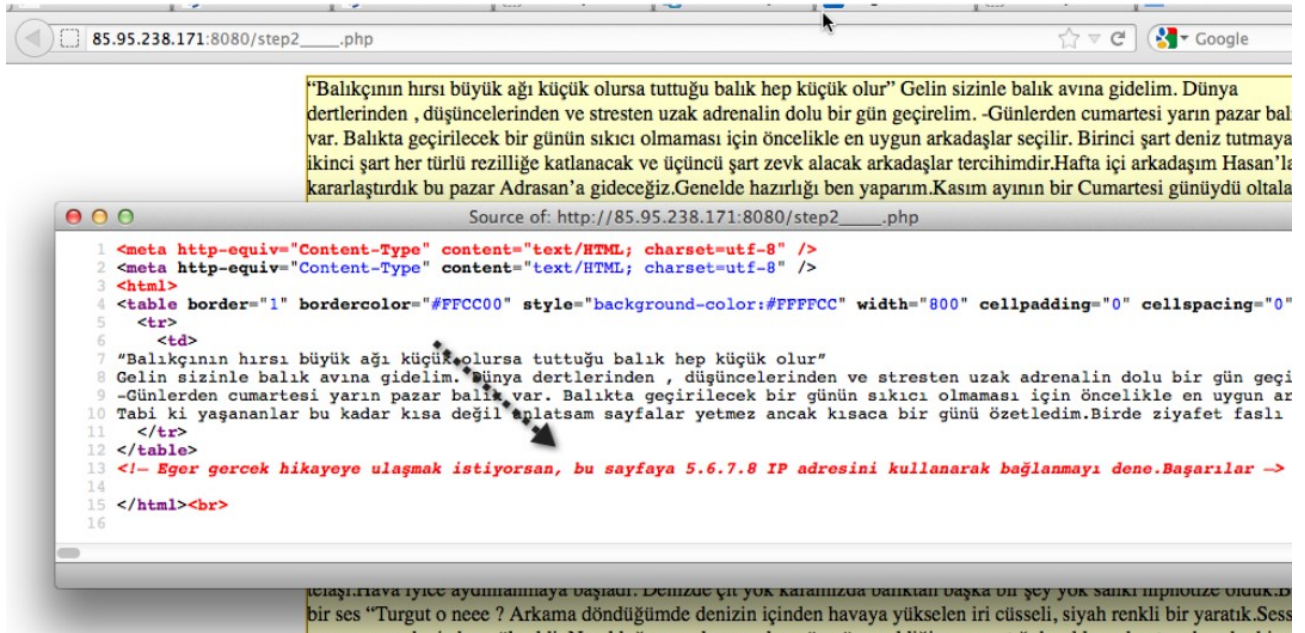 85.95.238.171:8080/step2_____.php
Google
“Balıkçının hırsı büyük ağı küçük olursa tuttuğu balık hep küçük olur” Gelin sizinle balık avına gidelim. Dünya
dertlerinden , düşüncelerinden ve stresten uzak adrenalin dolu bir gün geçirelim. -Günlerden cumartesi yarın pazar
var. Balıkta geçirilecek bir günün sıkıcı olmaması için öncelikle en uygun arkadaşlar seçilir. Birinci şart deniz
ikinci şart her türlü rezilliğe katlanacak ve üçüncü şart zevk alacak arkadaşlar tercihimdir.Hafta içi arkadaşım
kararlaştırdık bu pazar Adrasan’a gideceğiz.Genelde hazırlığı ben yaparım.Kasım ayının bir Cumartesi günüydü
Source of: http://85.95.238.171:8080/step2_____.php
1 <meta http-equiv="Content-Type" content="text/HTML; charset=utf-8" />
2 <meta http-equiv="Content-Type" content="text/HTML; charset=utf-8" />
3 <html>
4 <table border="1" bordercolor="#FFCC00" style="background-color:#FFFFCC" width="800" cellpadding="0" cellspacing="0"
5 <tr>
6 <td>
7 “Balıkçının hırsı büyük ağı küçük olursa tuttuğu balık hep küçük olur”
8 Gelin sizinle balık avına gidelim. Dünya dertlerinden , düşüncelerinden ve stresten uzak adrenalin dolu bir gün
9 -Günlerden cumartesi yarın pazar balık var. Balıkta geçirilecek bir günün sıkıcı olmaması için öncelikle en uygun
10 Tabi ki yaşananlar bu kadar kısa değil anlatsam sayfalar yetmez ancak kısaca bir günü özetledim.Birde ziyafet faslı
11 </tr>
12 </table>
13 <!— Eger gercek hikayeye ulaşmak istiyorsan, bu sayfaya 5.6.7.8 IP adresini kullanarak bağlanmayı dene.Başarılar —>
14
15 </html><br>
16
bir ses “Turgut o neee ? Arkama döndüğümde denizin içinden havaya yükselen iri cüsseli, siyah renkli bir yaratık.